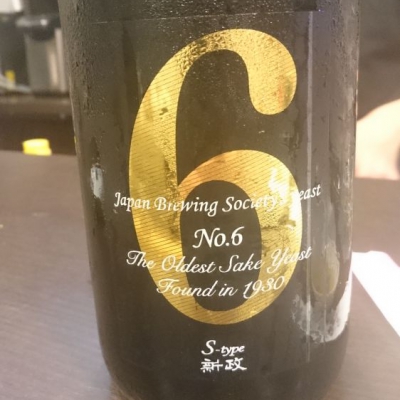 6
Japan Brewing Society Yeast
No.6
The Oldest Sake Yeast
Found in 1930
S-type
新政